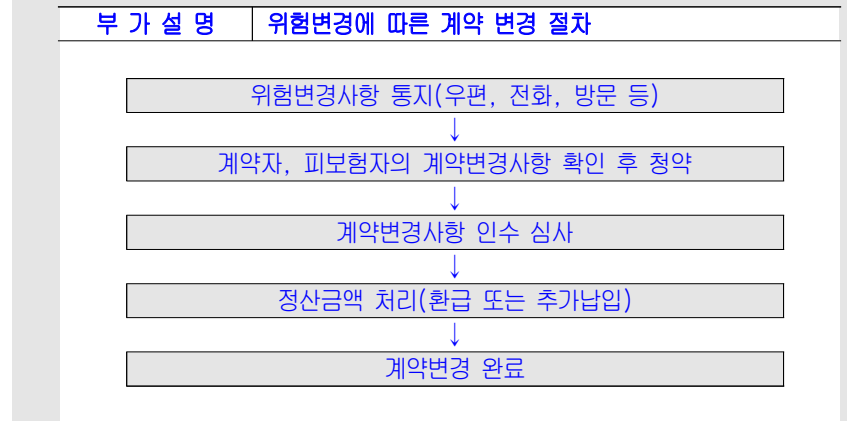 부 가 설 명 위험변경에 따른 계약 변경 절차
위험변경사항 통지(우편, 전화, 방문 등)
↓
계약자, 피보험자의 계약변경사항 확인 후 청약
↓
계약변경사항 인수 심사
↓
정산금액 처리(환급 또는 추가납입)
↓
계약변경 완료